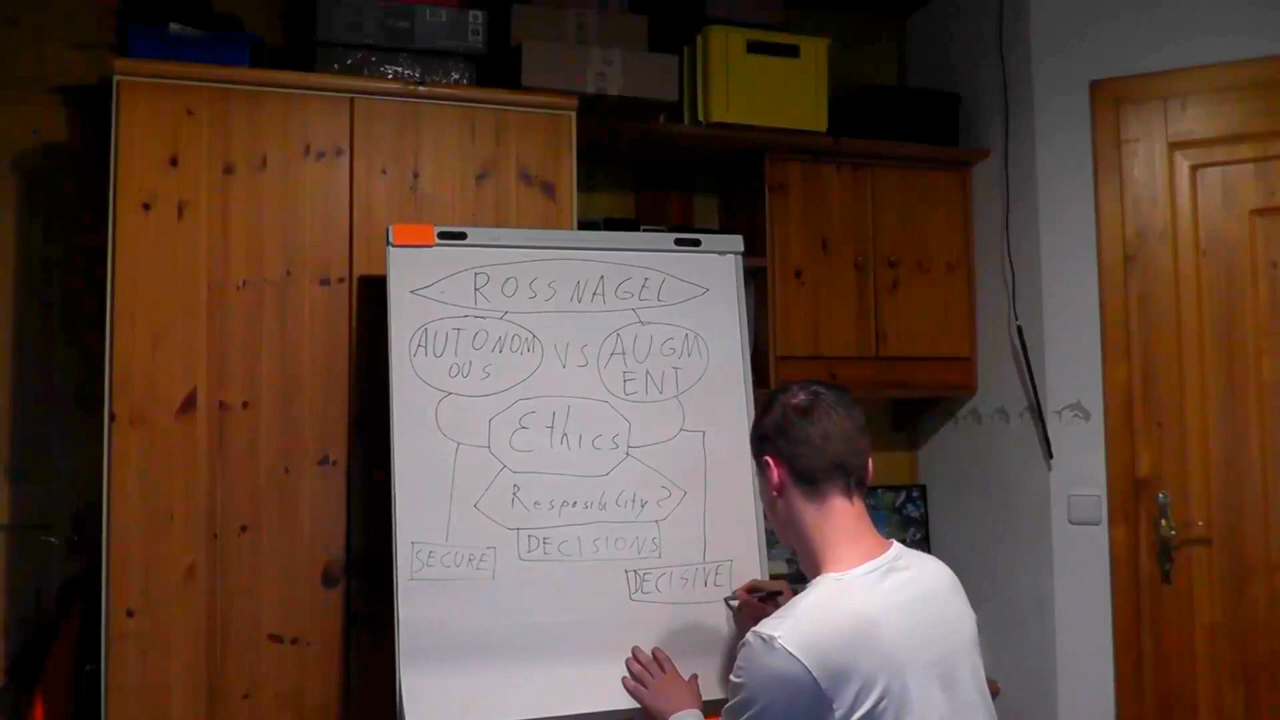 ROSSNAGEL
AUTONOM
OUS
VS
AUGM
ENT
Ethics
Resposibility?
DECISIONS
SECURE
DECISIVE